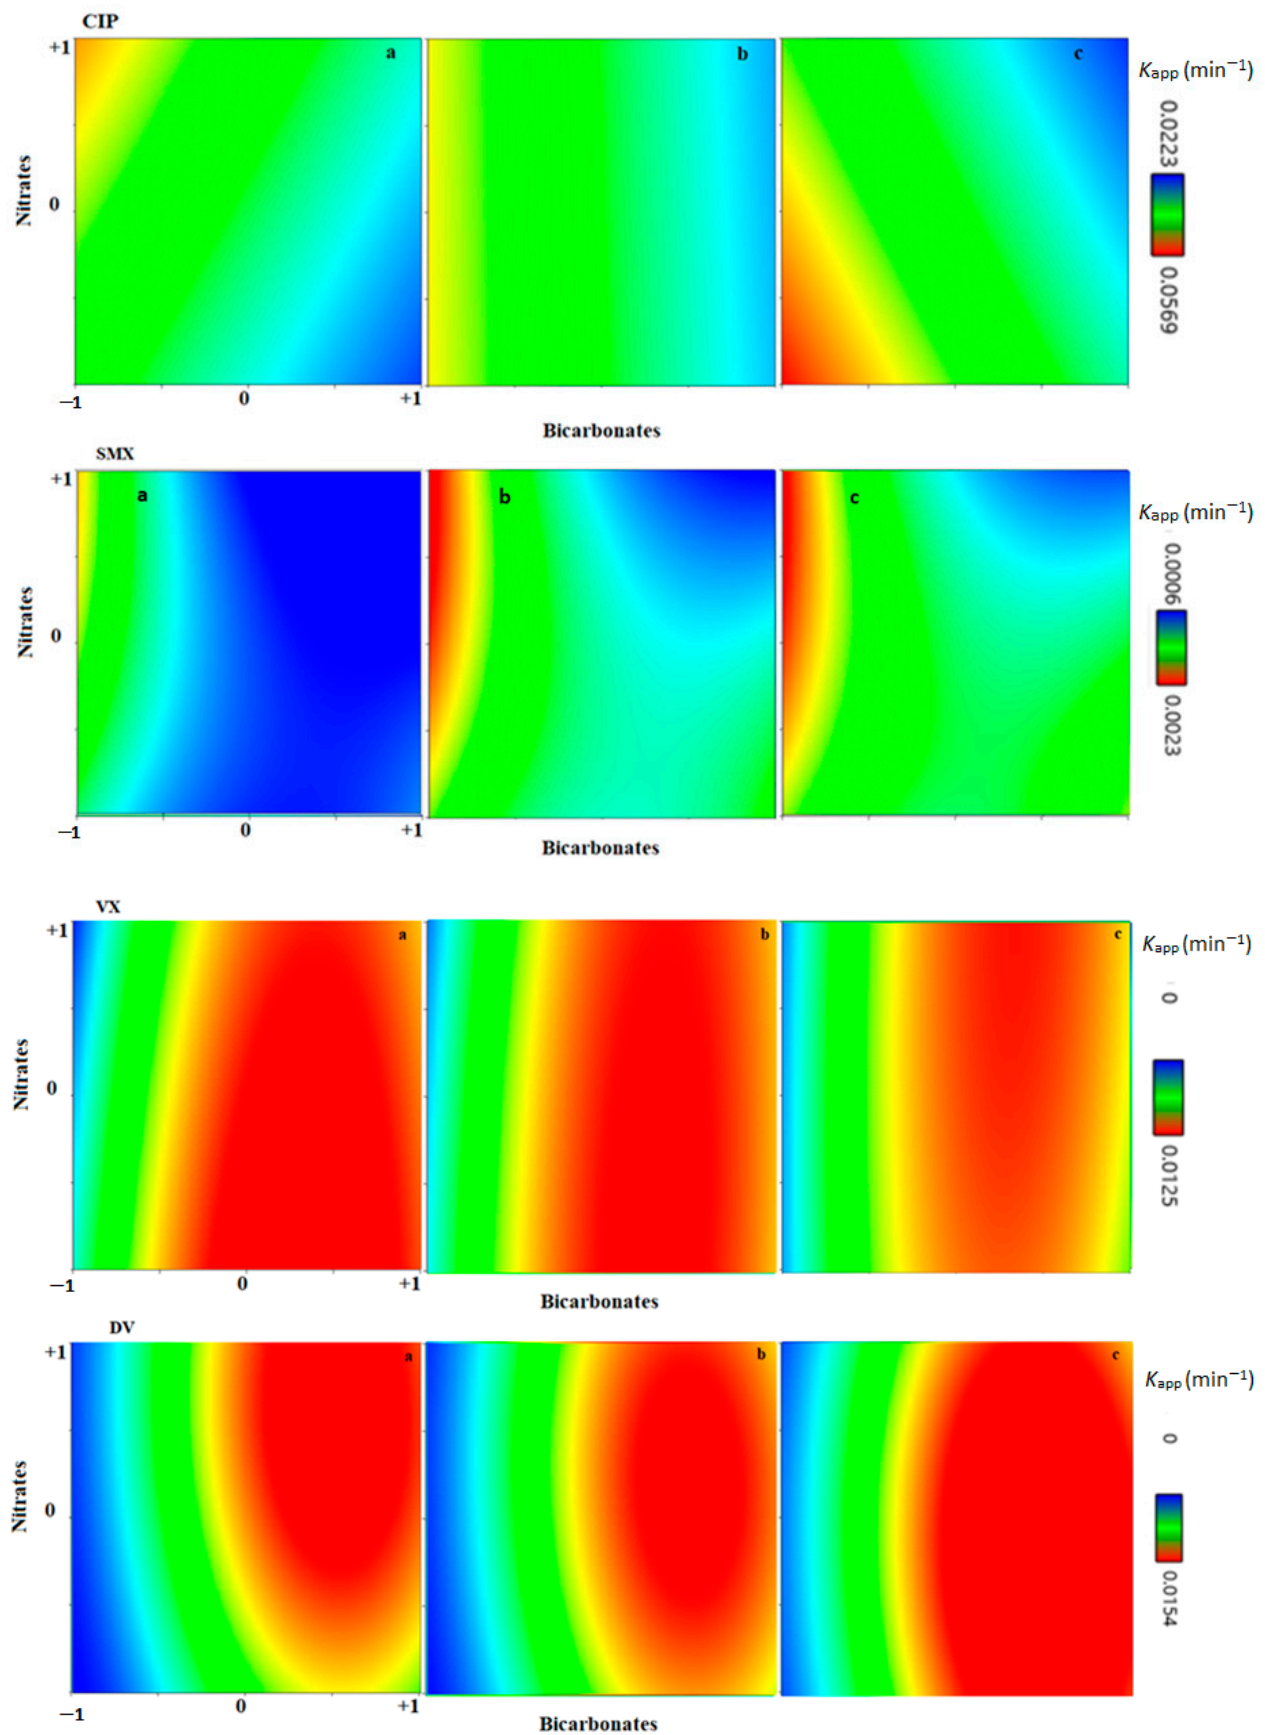 CIP
+1
a
b
c
Kapp (min−1)
0.0223
Nitrates
0
0.0569
−1
0
+1
Bicarbonates
SMX
+1
a
b
c
Kapp (min−1)
0.0006
Nitrates
0
0.0023
−1
0
+1
Bicarbonates
VX
+1
a
b
c
Kapp (min−1)
0
Nitrates
0
0.0125
−1
0
+1
Bicarbonates
DV
+1
a
b
c
Kapp (min−1)
0
Nitrates
0
0.0154
−1
0
+1
Bicarbonates